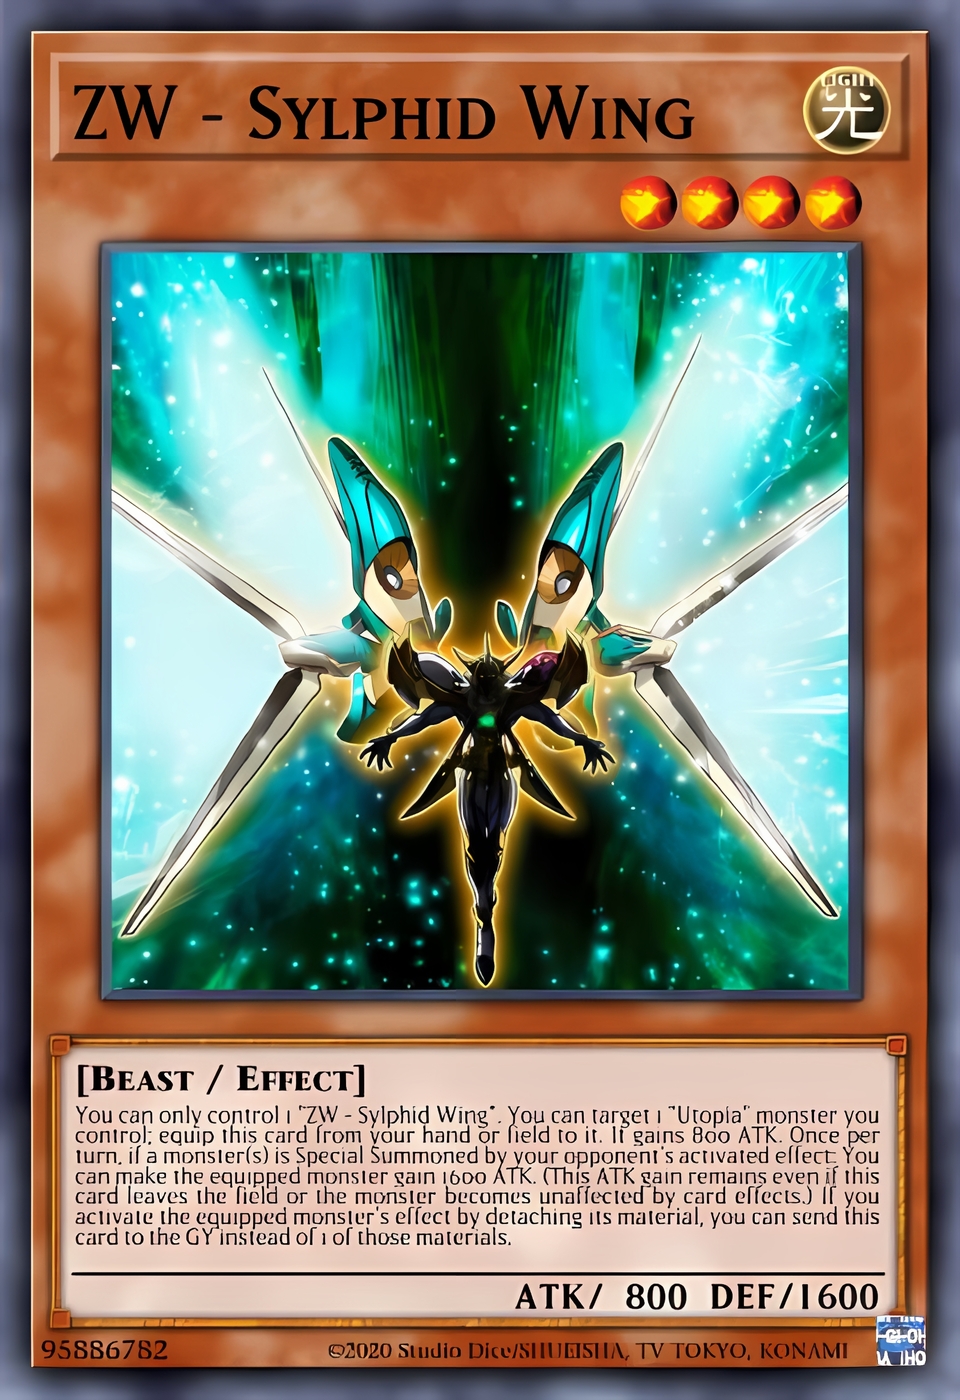 ZW - Sylphid Wing
光
[Beast / Effect]
You can only control 1 "ZW - Sylphid Wing". You can target 1 "Utopia" monster you
control; equip this card from your hand or field to it. It gains 800 ATK. Once per
turn, if a monster(s) is Special Summoned by your opponent's activated effect: You
can make the equipped monster gain 1600 ATK. (This ATK gain remains even if this
card leaves the field or the monster becomes unaffected by card effects.) If you
activate the equipped monster's effect by detaching its material, you can send this
card to the GY instead of 1 of those materials.
ATK/ 800 DEF/1600
95886782
©2020 Studio Dice/SHUEISHA, TV TOKYO, KONAMI